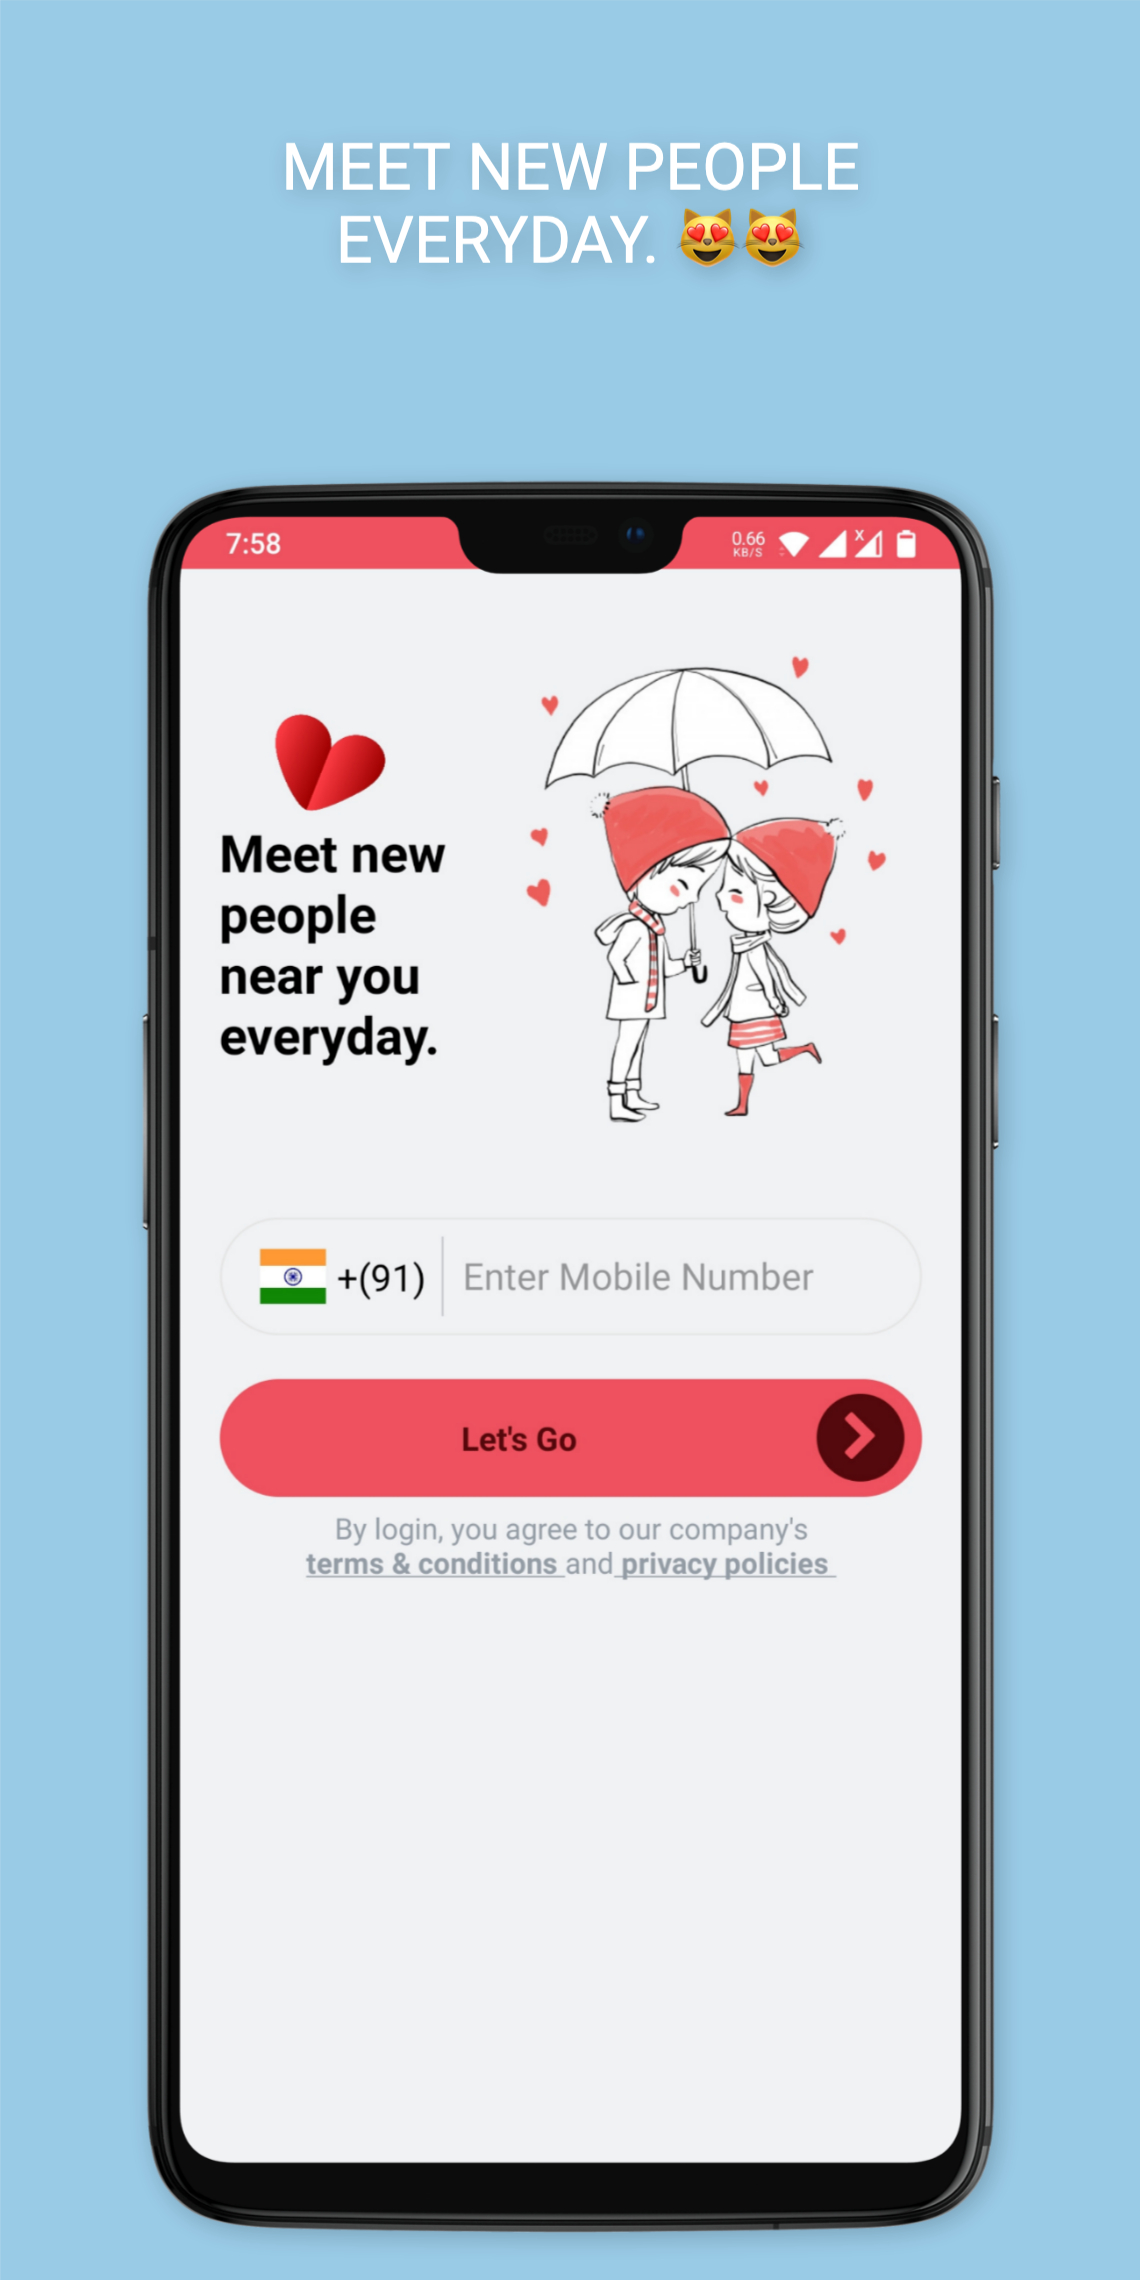 MEET NEW PEOPLE
EVERYDAY. 😻😻
7:58
0.66
KB/S
X
Meet new
people
near you
everyday.
+(91) Enter Mobile Number
Let's Go
By login, you agree to our company's
terms & conditions and privacy policies